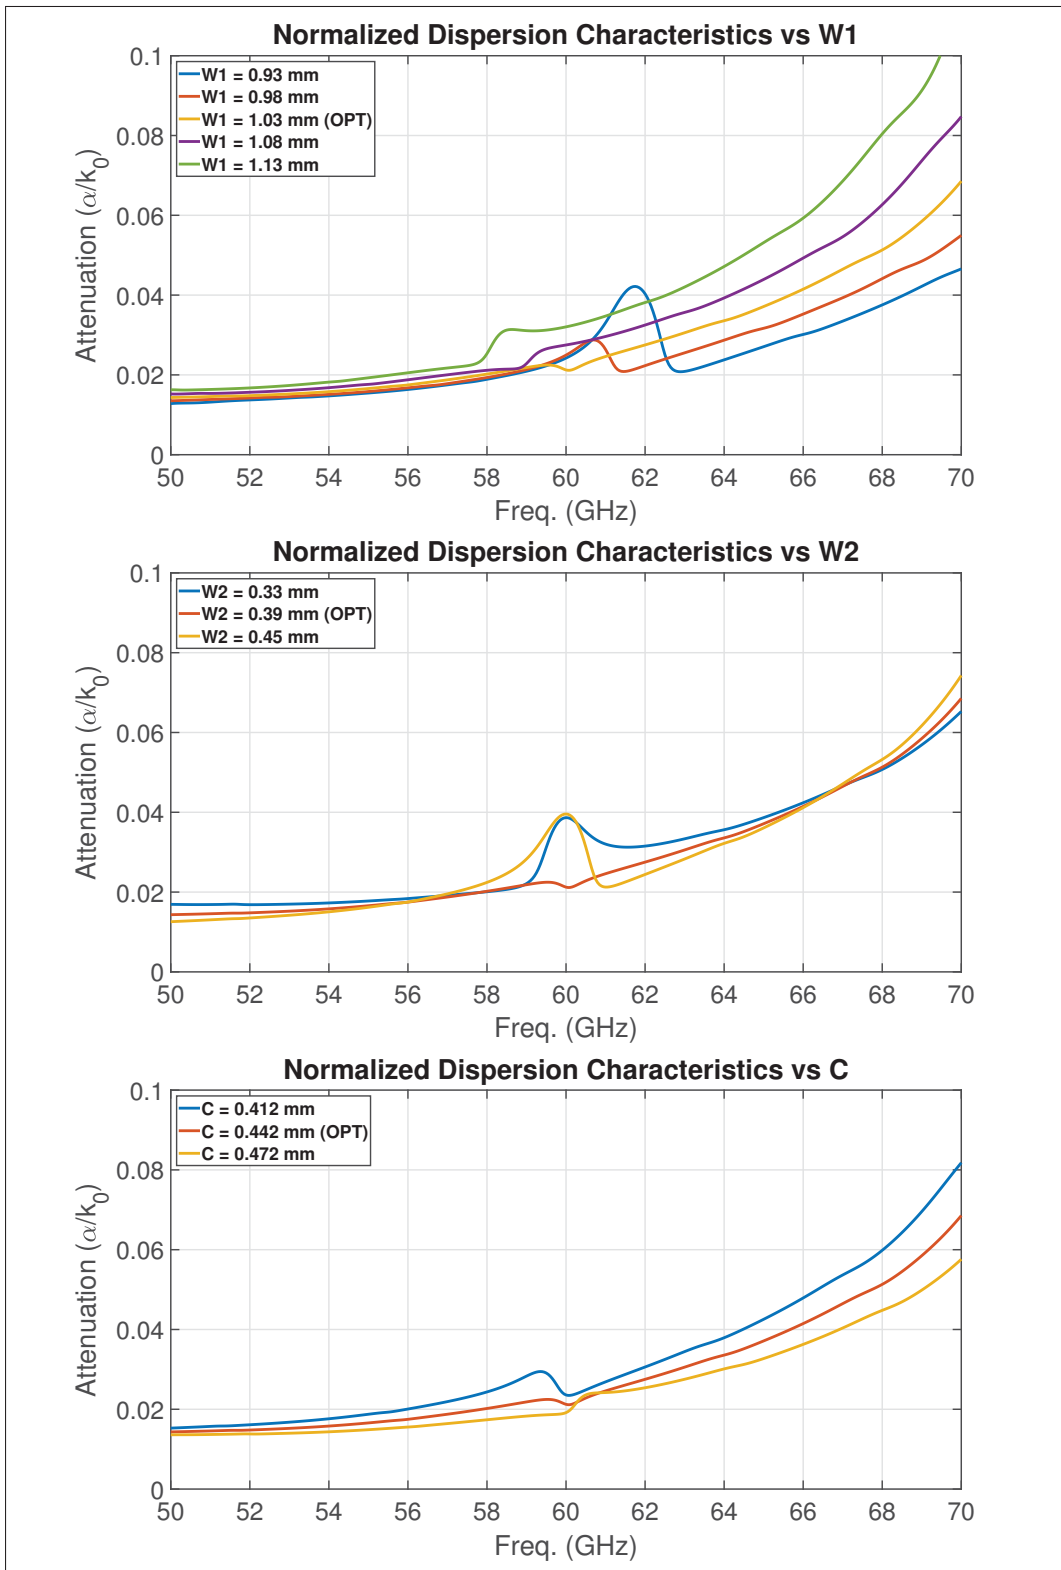 Normalized Dispersion Characteristics vs W1
W1 = 0.93 mm
W1 = 0.98 mm
W1 = 1.03 mm (OPT)
W1 = 1.08 mm
W1 = 1.13 mm
Attenuation (α/k0)
0.1
0.08
0.06
0.04
0.02
0
50 52 54 56 58 60 62 64 66 68 70
Freq. (GHz)
Normalized Dispersion Characteristics vs W2
W2 = 0.33 mm
W2 = 0.39 mm (OPT)
W2 = 0.45 mm
Attenuation (α/k0)
0.1
0.08
0.06
0.04
0.02
0
50 52 54 56 58 60 62 64 66 68 70
Freq. (GHz)
Normalized Dispersion Characteristics vs C
C = 0.412 mm
C = 0.442 mm (OPT)
C = 0.472 mm
Attenuation (α/k0)
0.1
0.08
0.06
0.04
0.02
0
50 52 54 56 58 60 62 64 66 68 70
Freq. (GHz)